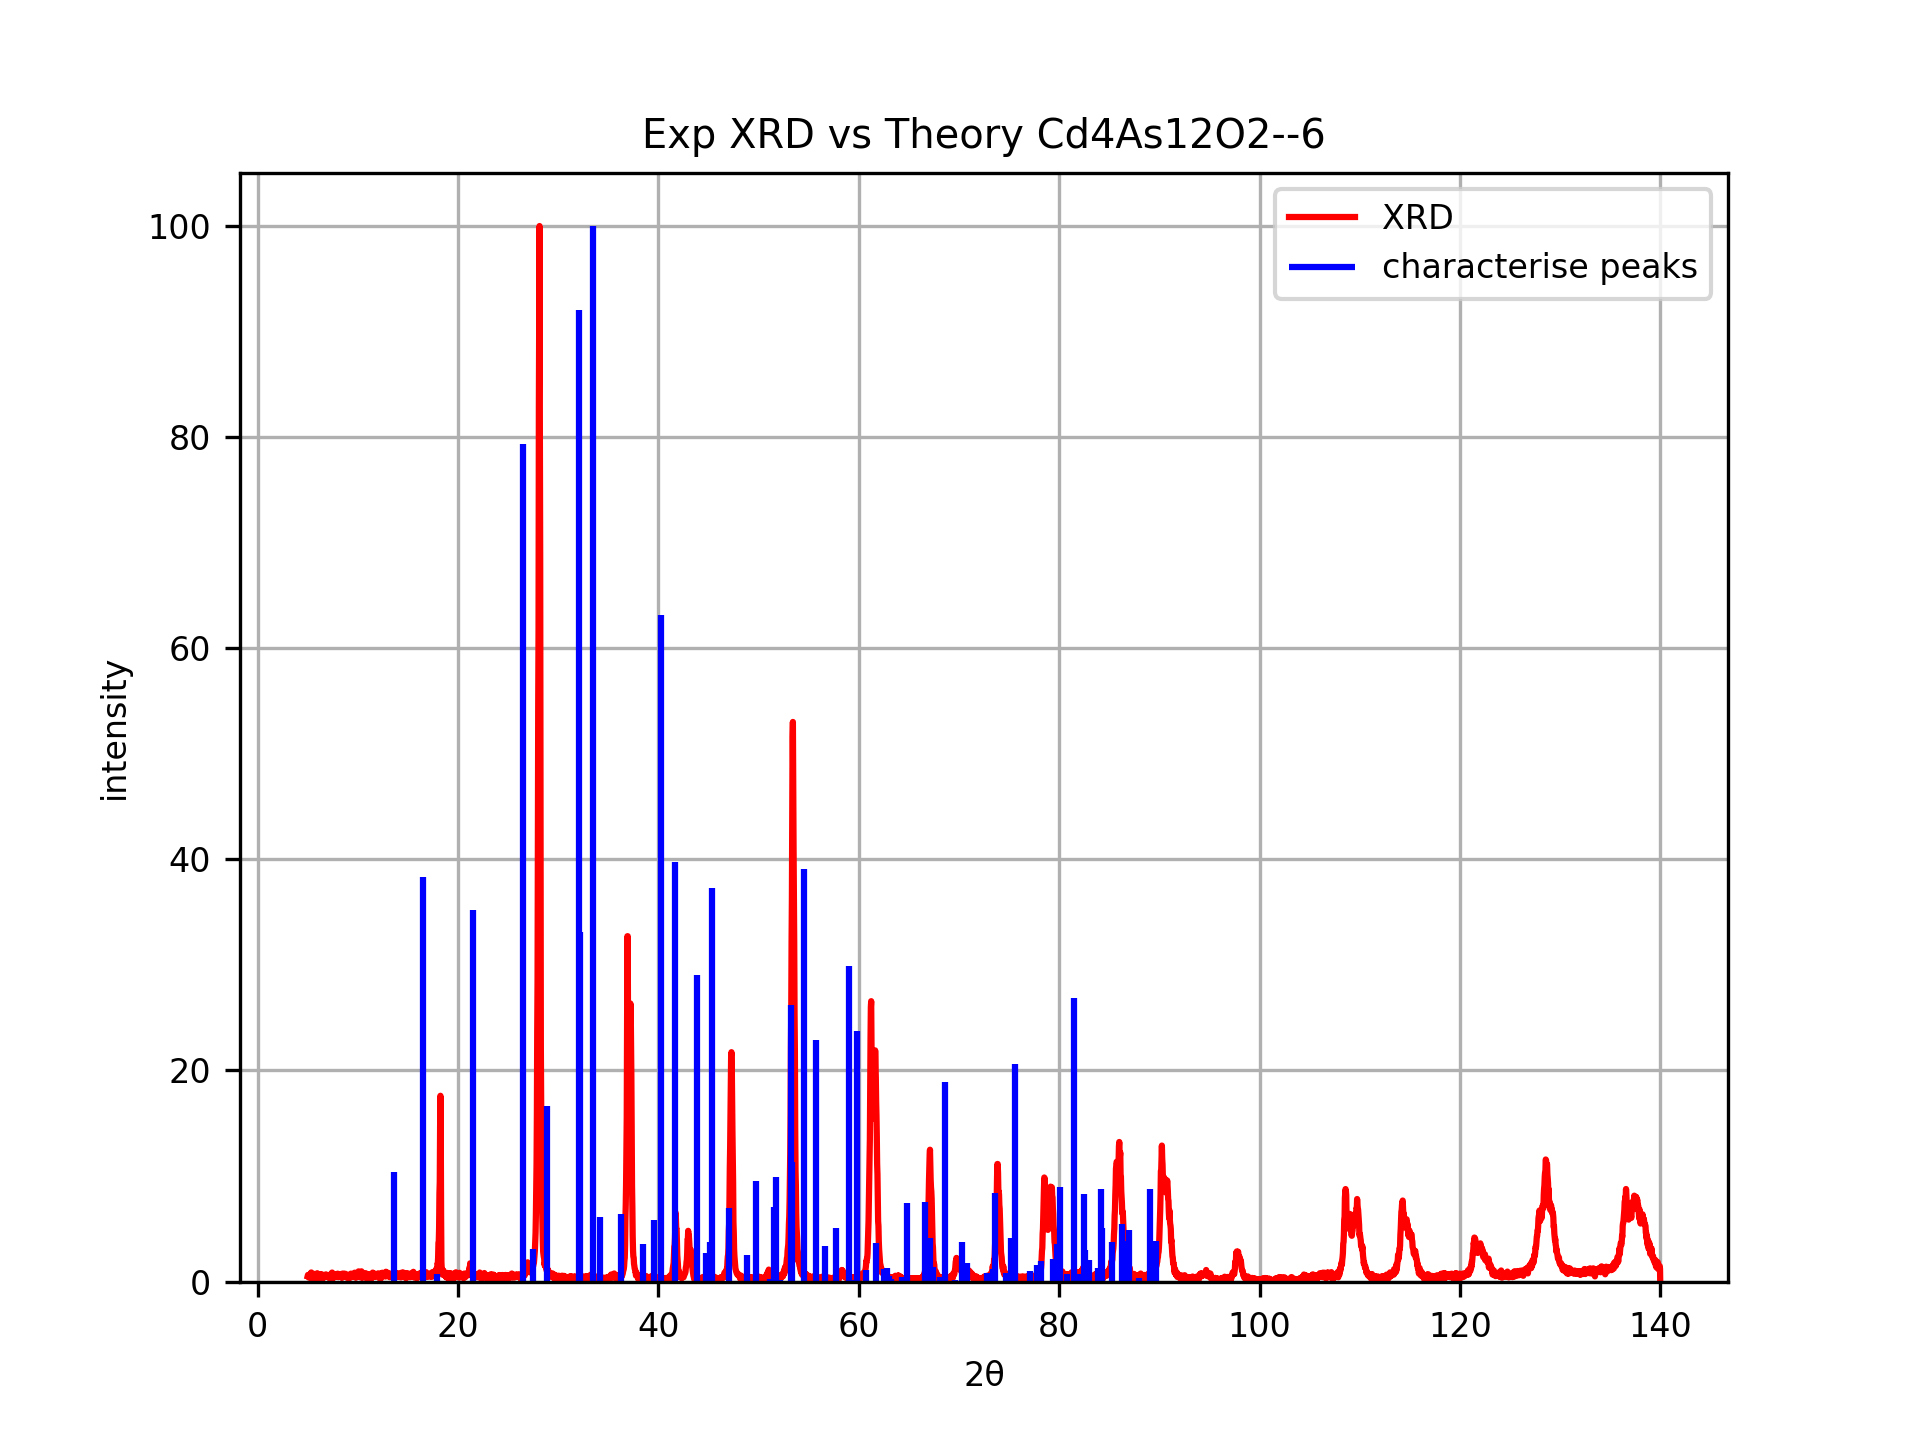 Exp XRD vs Theory Cd4As12O2--6
XRD
characterise peaks
intensity
100
80
60
40
20
0
0 20 40 60 80 100 120 140
2θ